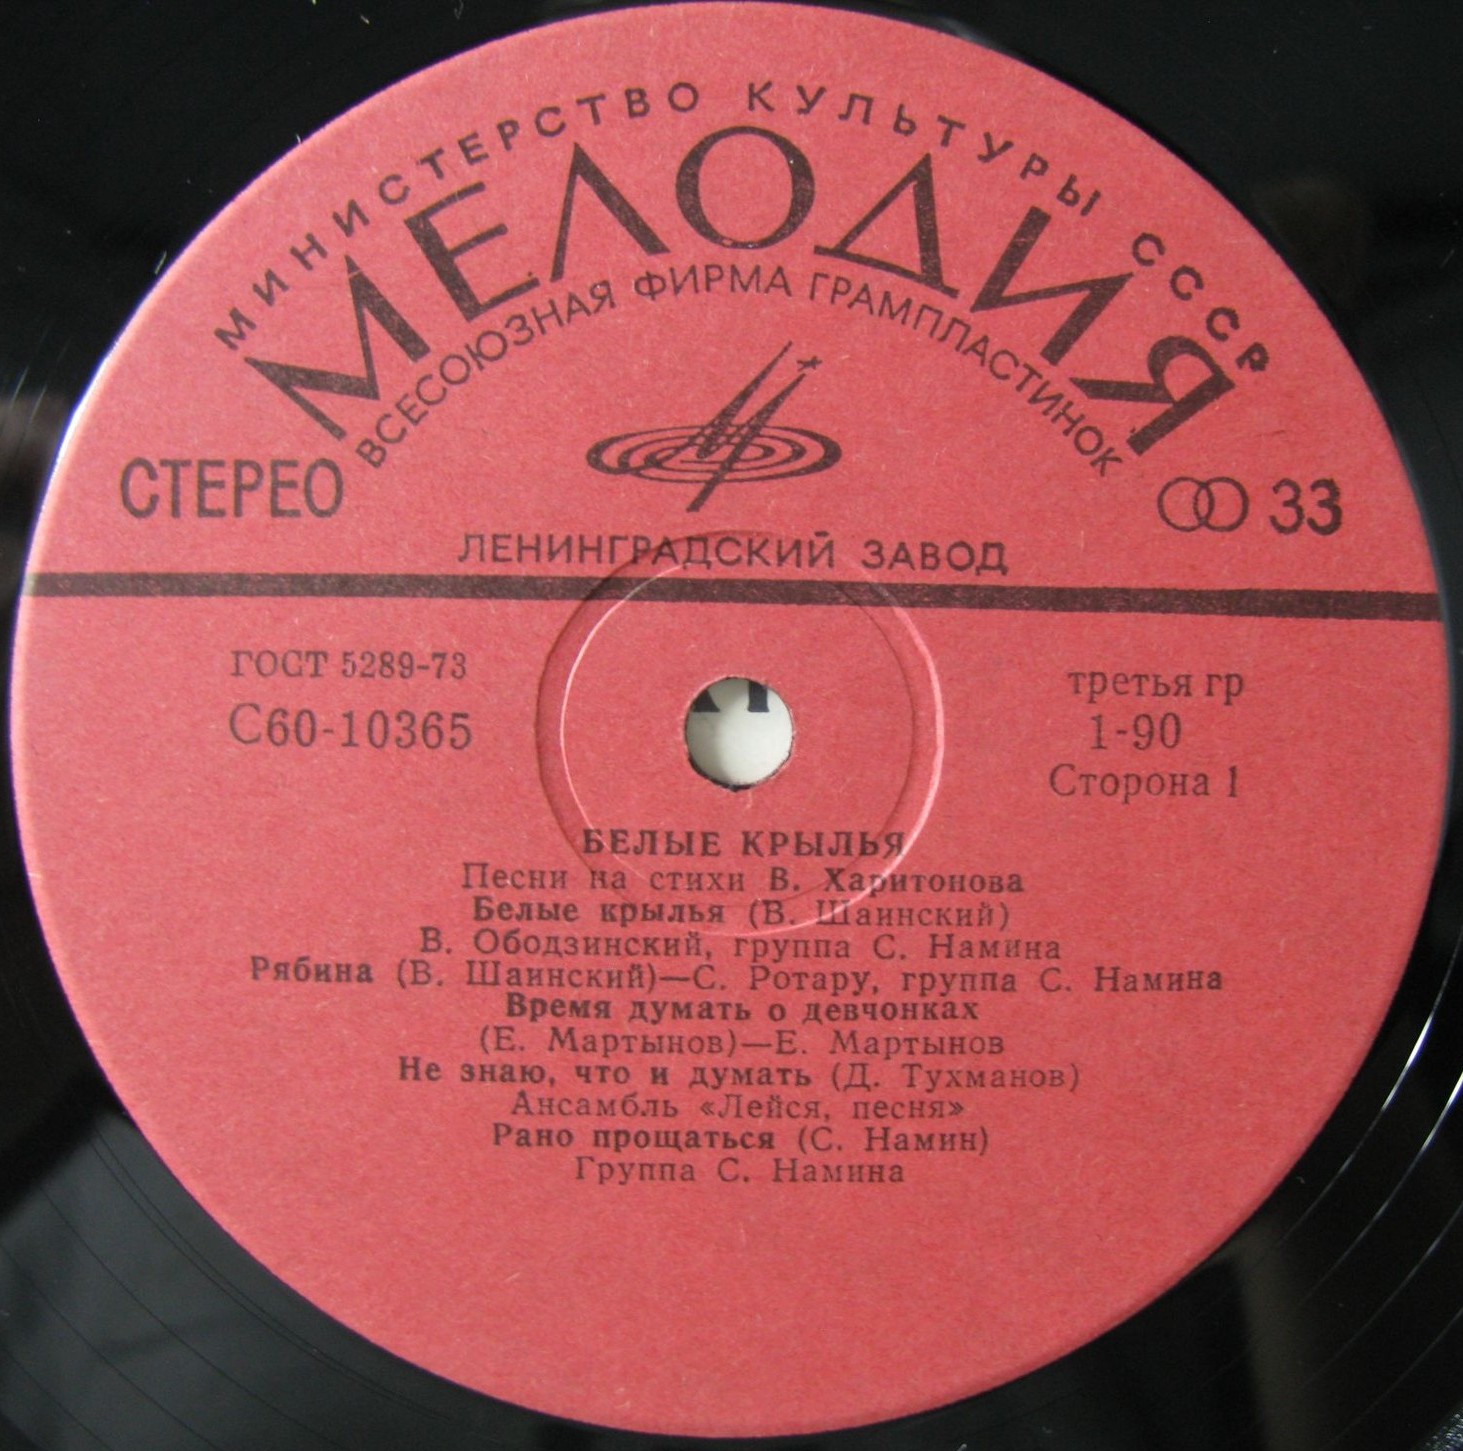 МИНИСТЕРСТВО КУЛЬТУРЫ СССР
МЕЛОДИЯ
ВСЕСОЮЗНАЯ ФИРМА ГРАМПЛАСТИНОК
СТЕРЕО
33
ЛЕНИНГРАДСКИЙ ЗАВОД
ГОСТ 5289-73
С60-10365
третья гр
1-90
Сторона 1
БЕЛЫЕ КРЫЛЬЯ
Песни на стихи В. Харитонова
Белые крылья (В. Шаинский)
В. Ободзинский, группа С. Намина
Рябина (В. Шаинский)—С. Ротару, группа С. Намина
Время думать о девчонках
(Е. Мартынов)—Е. Мартынов
Не знаю, что и думать (Д. Тухманов)
Ансамбль «Лейся, песня»
Рано прощаться (С. Намин)
Группа С. Намина